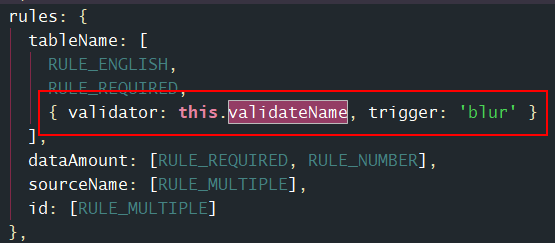 rules: {
tableName: [
RULE_ENGLISH,
RULE_REQUIRED,
{ validator: this.validateName, trigger: 'blur' }
],
dataAmount: [RULE_REQUIRED, RULE_NUMBER],
sourceName: [RULE_MULTIPLE],
id: [RULE_MULTIPLE]
},